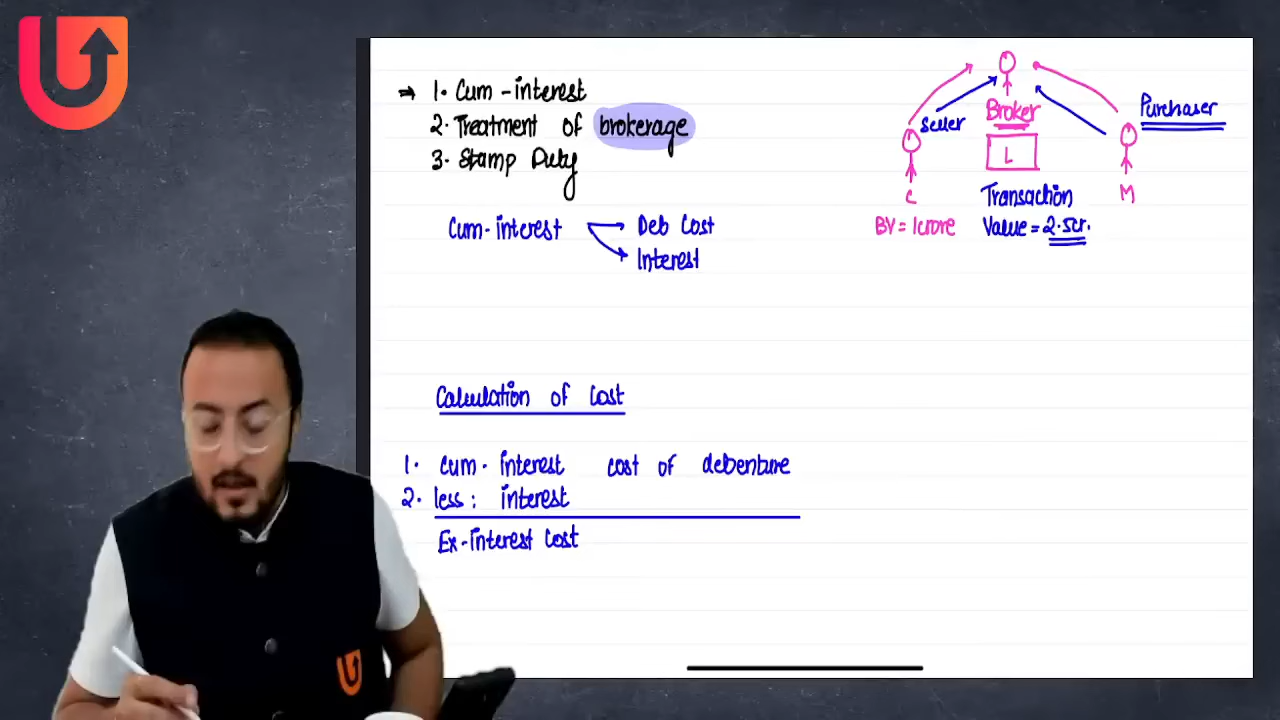 → 1. Cum - interest
2. Treatment of brokerage
3. Stamp Duty
Cum-interest
Deb Cost
Interest
Broker
Seller
Purchaser
L
C
M
BV = 1crore
Transaction
Value = 2.5cr.
Calculation of Cost
1. Cum - interest cost of debenture
2. less: interest
Ex-interest Cost